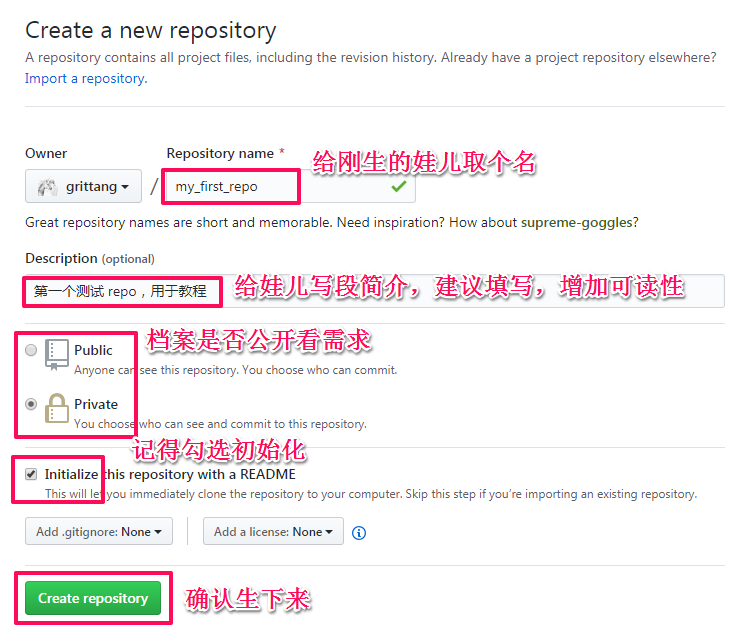 Create a new repository
A repository contains all project files, including the revision history. Already have a project repository elsewhere?
Import a repository.
Owner
Repository name *
给刚生的娃儿取个名
grittang
/
my_first_repo
Great repository names are short and memorable. Need inspiration? How about supreme-goggles?
Description (optional)
第一个测试 repo，用于教程
给娃儿写段简介，建议填写，增加可读性
档案是否公开看需求
Public
Anyone can see this repository. You choose who can commit.
Private
You choose who can see and commit to this repository.
记得勾选初始化
Initialize this repository with a README
This will let you immediately clone the repository to your computer. Skip this step if you’re importing an existing repository.
Add .gitignore: None
Add a license: None
Create repository
确认生下来